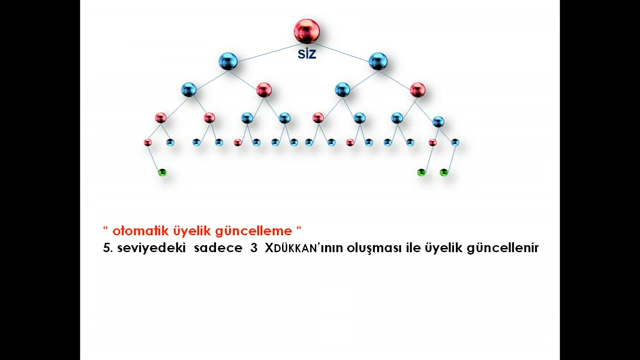 SİZ
“ otomatik üyelik güncelleme “
5. seviyedeki sadece 3 XDÜKKAN'ının oluşması ile üyelik güncellenir